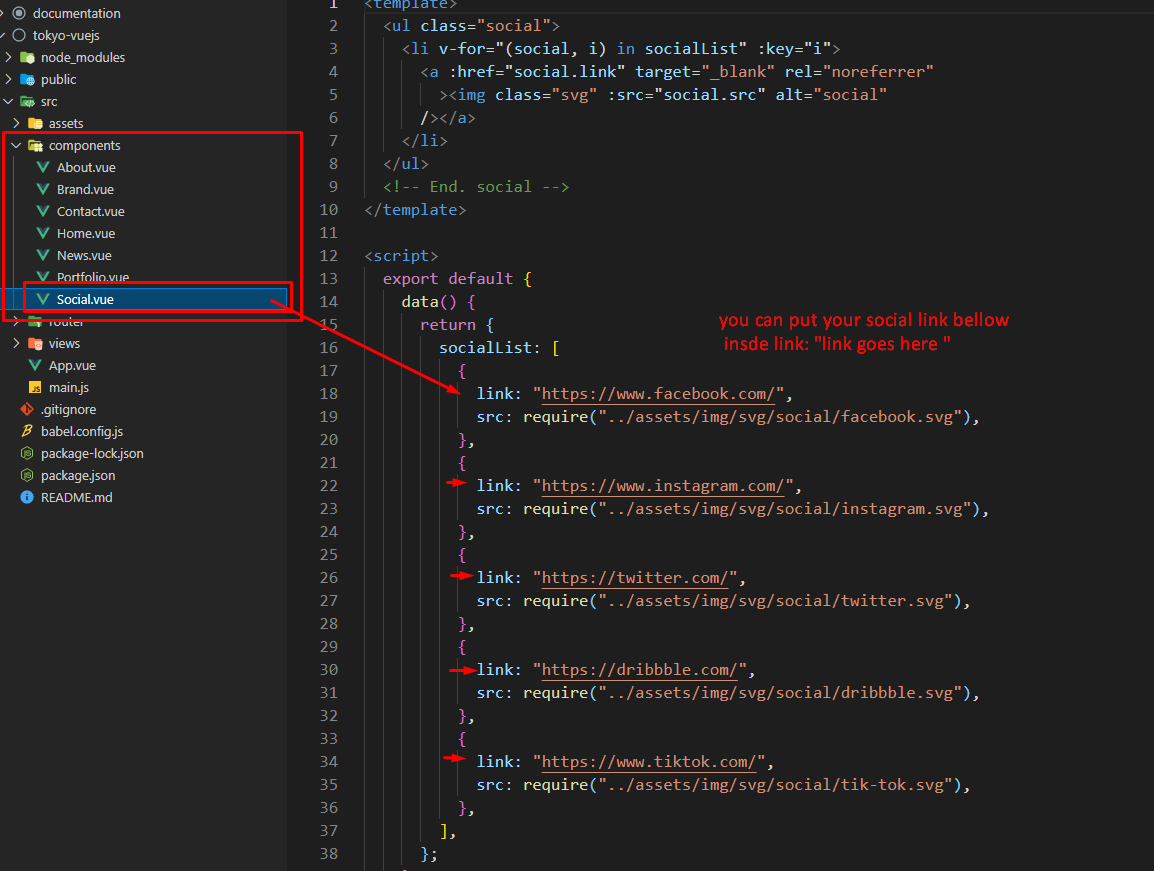 documentation
tokyo-vuejs
node_modules
public
src
assets
components
About.vue
Brand.vue
Contact.vue
Home.vue
News.vue
Portfolio.vue
Social.vue
router
views
App.vue
main.js
.gitignore
babel.config.js
package-lock.json
package.json
README.md
1 <template>
2 <ul class="social">
3 <li v-for="(social, i) in socialList" :key="i">
4 <a :href="social.link" target="_blank" rel="noreferrer"
5 ><img class="svg" :src="social.src" alt="social"
6 /></a>
7 </li>
8 </ul>
9 <!-- End. social -->
10 </template>
11
12 <script>
13 export default {
14 data() {
15 return {
16 socialList: [
17 {
18 link: "https://www.facebook.com/",
19 src: require("../assets/img/svg/social/facebook.svg"),
20 },
21 {
22 link: "https://www.instagram.com/",
23 src: require("../assets/img/svg/social/instagram.svg"),
24 },
25 {
26 link: "https://twitter.com/",
27 src: require("../assets/img/svg/social/twitter.svg"),
28 },
29 {
30 link: "https://dribbble.com/",
31 src: require("../assets/img/svg/social/dribbble.svg"),
32 },
33 {
34 link: "https://www.tiktok.com/",
35 src: require("../assets/img/svg/social/tik-tok.svg"),
36 },
37 ],
38 };
you can put your social link bellow
insde link: "link goes here "